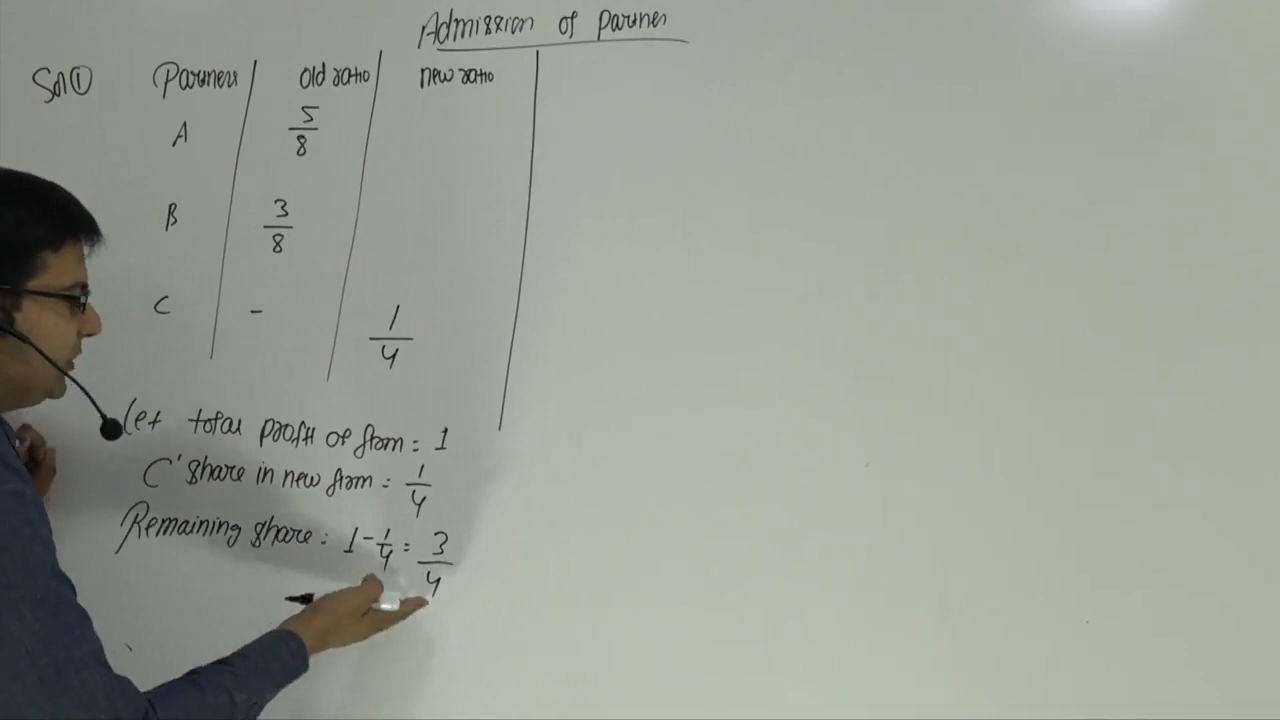 Admission of Partner
Sol① Partners old ratio new ratio
A 5/8
B 3/8
C - 1/4
Let total profit of firm = 1
C' share in new firm = 1/4
Remaining share = 1 - 1/4 = 3/4